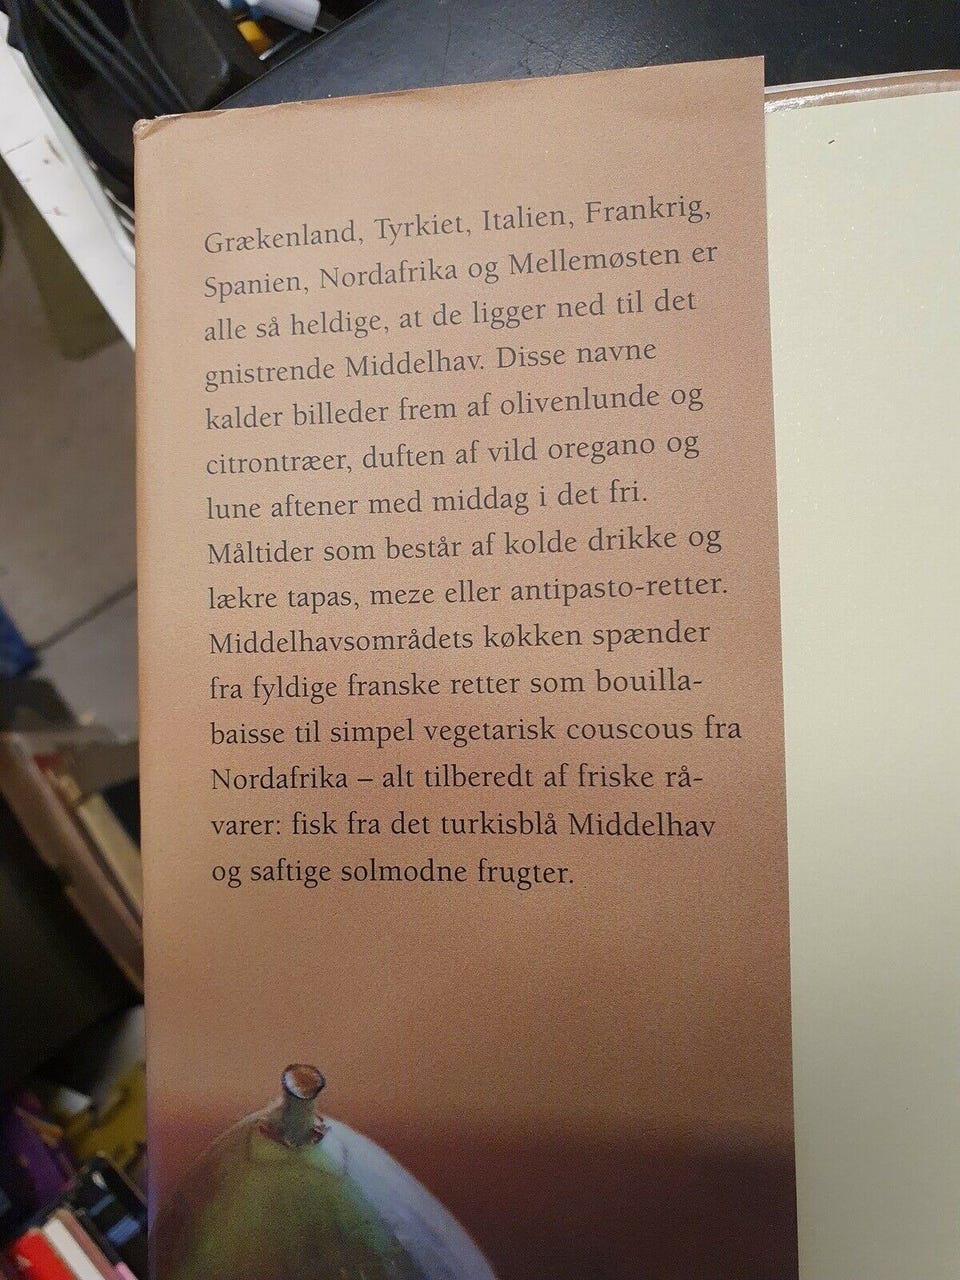 Grækenland, Tyrkiet, Italien, Frankrig,
Spanien, Nordafrika og Mellemøsten er
alle så heldige, at de ligger ned til det
gnistrende Middelhav. Disse navne
kalder billeder frem af olivenlunde og
citrontræer, duften af vild oregano og
lune aftener med middag i det fri.
Måltider som består af kolde drikke og
lækre tapas, meze eller antipasto-retter.
Middelhavsområdets køkken spænder
fra fyldige franske retter som bouilla-
baisse til simpel vegetarisk couscous fra
Nordafrika – alt tilberedt af friske rå-
varer: fisk fra det turkisblå Middelhav
og saftige solmodne frugter.